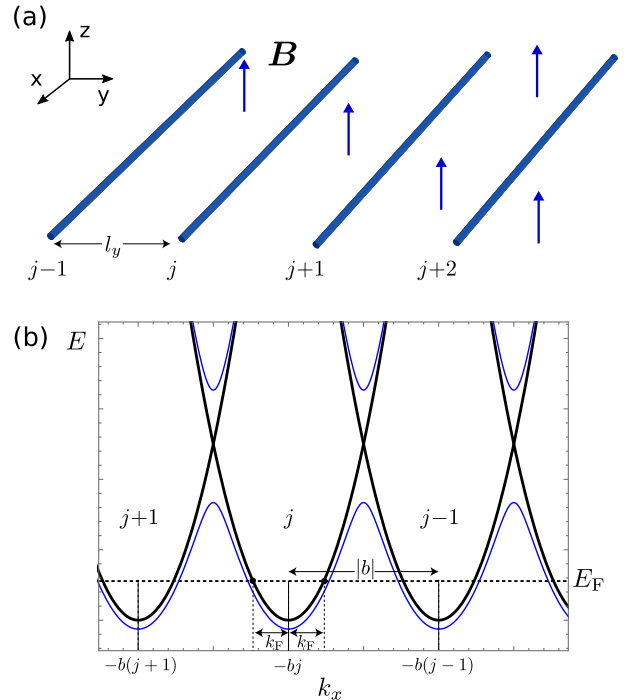 (a)
z
B
x
y
l_y
j−1
j
j+1
j+2
(b)
E
j+1
j
j−1
|b|
E_F
k_F k_F
−b(j+1)
−bj
−b(j−1)
k_x